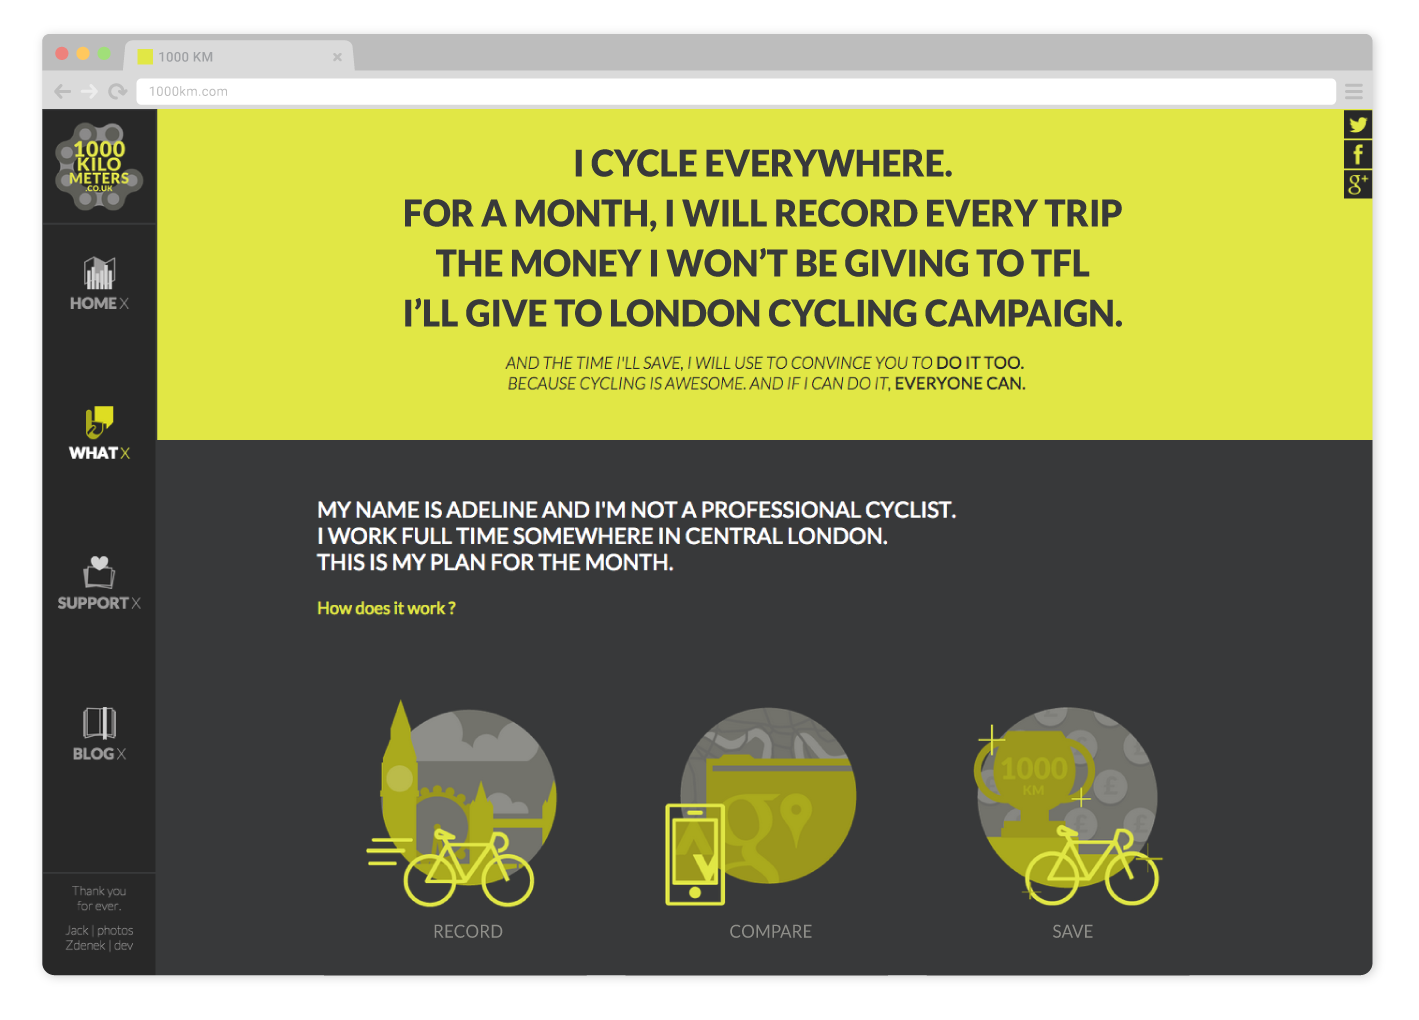 1000 KM
1000km.com
1000
KILO
METERS
.CO.UK
HOME X
WHAT X
SUPPORT X
BLOG X
Thank you
for ever.
Jack | photos
Zdenek | dev
I CYCLE EVERYWHERE.
FOR A MONTH, I WILL RECORD EVERY TRIP
THE MONEY I WON’T BE GIVING TO TFL
I’LL GIVE TO LONDON CYCLING CAMPAIGN.
AND THE TIME I'LL SAVE, I WILL USE TO CONVINCE YOU TO DO IT TOO.
BECAUSE CYCLING IS AWESOME. AND IF I CAN DO IT, EVERYONE CAN.
f
g+
MY NAME IS ADELINE AND I'M NOT A PROFESSIONAL CYCLIST.
I WORK FULL TIME SOMEWHERE IN CENTRAL LONDON.
THIS IS MY PLAN FOR THE MONTH.
How does it work ?
g
1000
KM
£
£
£
£
RECORD
COMPARE
SAVE